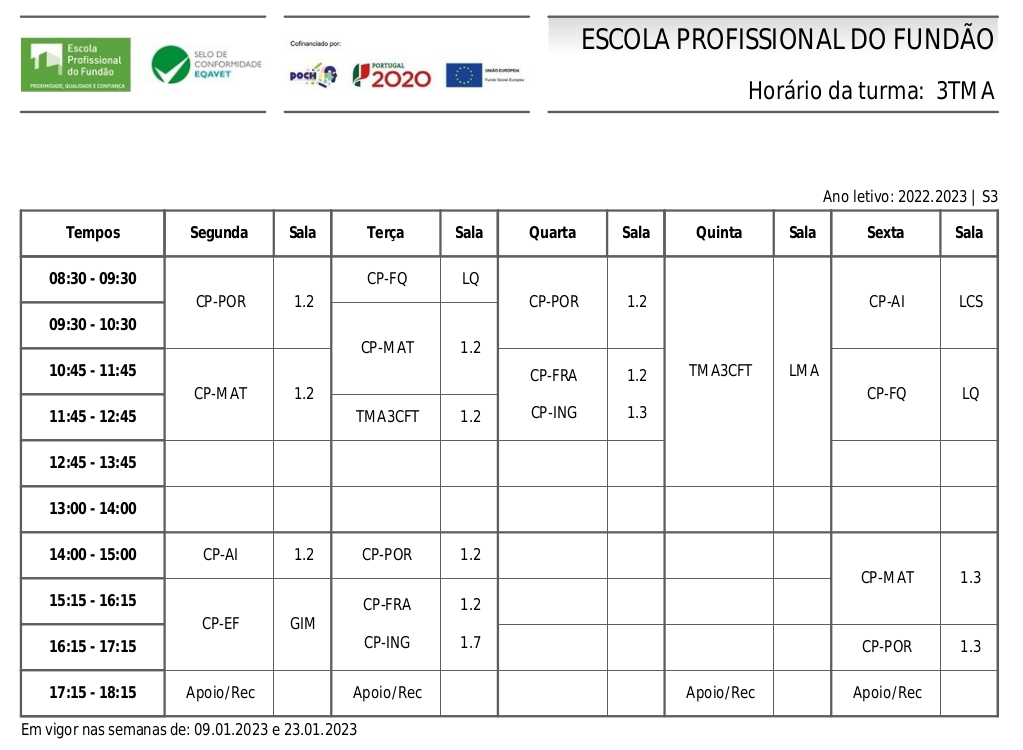 Escola
Profissional
do Fundão
PROXIMIDADE, QUALIDADE E CONFIANÇA
SELO DE
CONFORMIDADE
EQAVET
Cofinanciado por:
POCH
PORTUGAL
2020
UNIÃO EUROPEIA
Fundo Social Europeu
ESCOLA PROFISSIONAL DO FUNDÃO
Horário da turma: 3TMA
Ano letivo: 2022.2023 | S3
Tempos Segunda Sala Terça Sala Quarta Sala Quinta Sala Sexta Sala
08:30 - 09:30 CP-FQ LQ
CP-POR 1.2 CP-POR 1.2 CP-AI LCS
09:30 - 10:30
CP-MAT 1.2
10:45 - 11:45 CP-FRA 1.2 TMA3CFT LMA
CP-MAT 1.2 CP-FQ LQ
11:45 - 12:45 TMA3CFT 1.2 CP-ING 1.3
12:45 - 13:45
13:00 - 14:00
14:00 - 15:00 CP-AI 1.2 CP-POR 1.2
CP-MAT 1.3
15:15 - 16:15 CP-FRA 1.2
CP-EF GIM
16:15 - 17:15 CP-ING 1.7 CP-POR 1.3
17:15 - 18:15 Apoio/Rec Apoio/Rec Apoio/Rec Apoio/Rec
Em vigor nas semanas de: 09.01.2023 e 23.01.2023